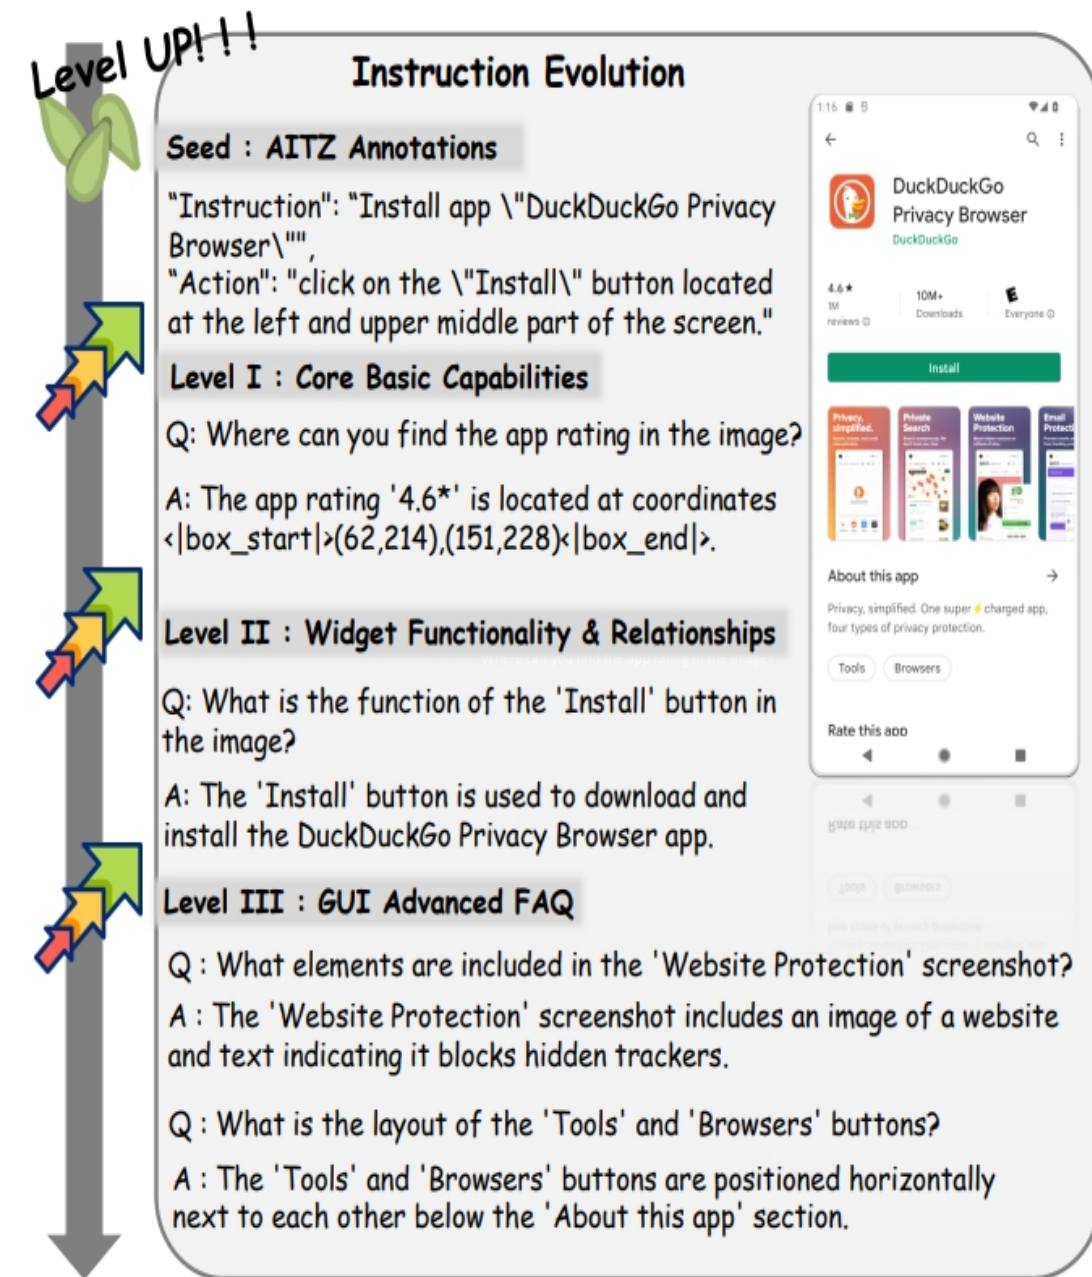 Level UP! ! !
Instruction Evolution
Seed : AITZ Annotations
“Instruction": “Install app \"DuckDuckGo Privacy
Browser\"",
“Action": "click on the \"Install\" button located
at the left and upper middle part of the screen."
Level I : Core Basic Capabilities
Q: Where can you find the app rating in the image?
A: The app rating '4.6*' is located at coordinates
<|box_start|>(62,214),(151,228)<|box_end|>.
Level II : Widget Functionality & Relationships
Q: What is the function of the 'Install' button in
the image?
A: The 'Install' button is used to download and
install the DuckDuckGo Privacy Browser app.
Level III : GUI Advanced FAQ
Q : What elements are included in the 'Website Protection' screenshot?
A : The 'Website Protection' screenshot includes an image of a website
and text indicating it blocks hidden trackers.
Q : What is the layout of the 'Tools' and 'Browsers' buttons?
A : The 'Tools' and 'Browsers' buttons are positioned horizontally
next to each other below the 'About this app' section.
1:16
DuckDuckGo
Privacy Browser
DuckDuckGo
4.6★
1M
reviews
10M+
Downloads
E
Everyone
Install
Privacy,
simplified.
Private
Search
Website
Protection
Email
Protecti
About this app
Privacy, simplified. One super⚡charged app,
four types of privacy protection.
Tools
Browsers
Rate this app